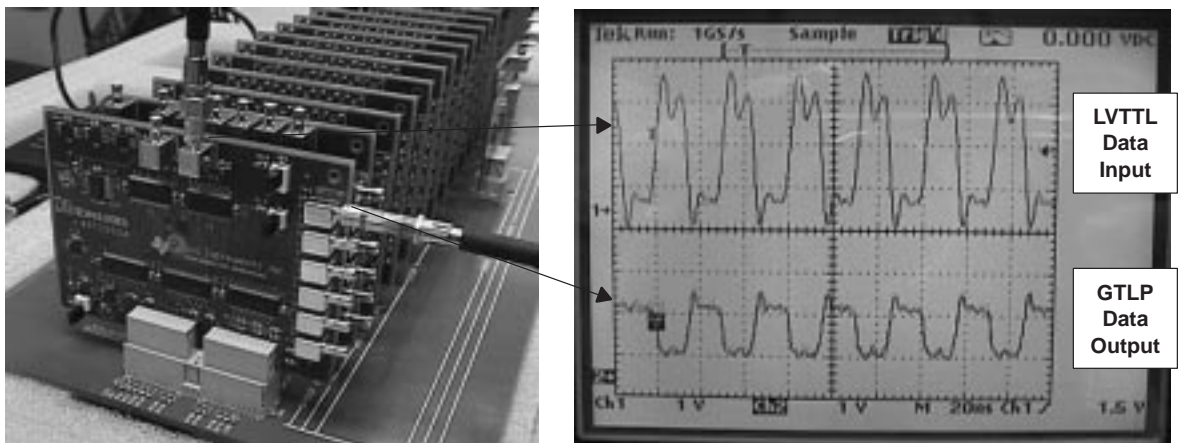 Tek Run: 1GS/s Sample
0.000 VDC
T
1+
Ch1 1 V 1 V M 20ns Ch1 1.5 V
LVTTL
Data
Input
GTLP
Data
Output